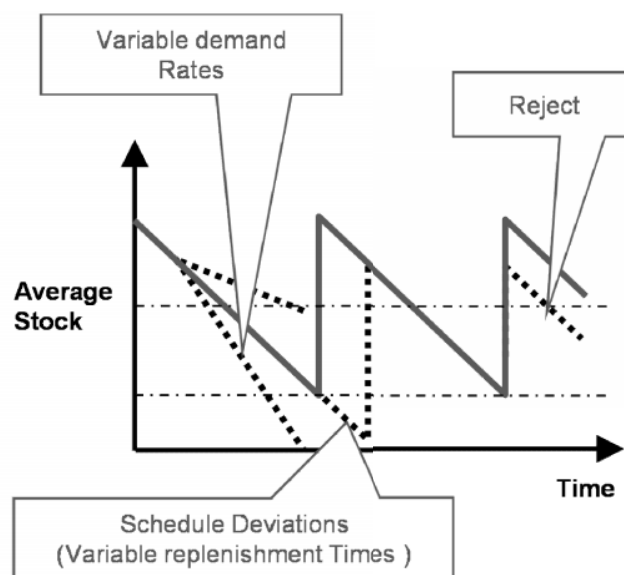 Variable demand
Rates
Reject
Average
Stock
Time
Schedule Deviations
(Variable replenishment Times )